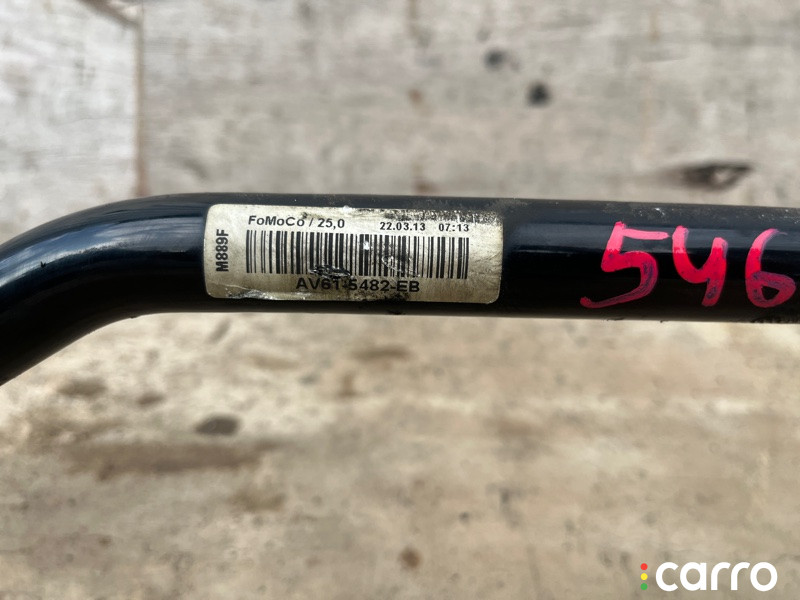 FoMoCo / 25,0 22.03.13 07:13
M889F
AV61-5482-EB
546
carro